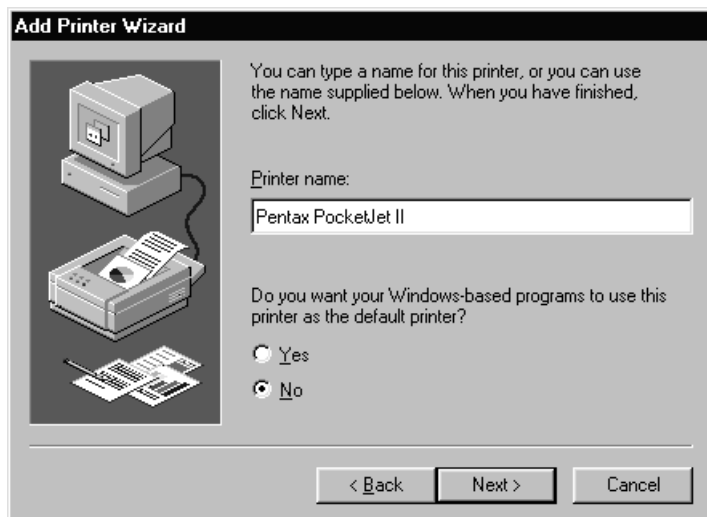 Add Printer Wizard
You can type a name for this printer, or you can use
the name supplied below. When you have finished,
click Next.
Printer name:
Pentax PocketJet II
Do you want your Windows-based programs to use this
printer as the default printer?
Yes
No
< Back
Next >
Cancel